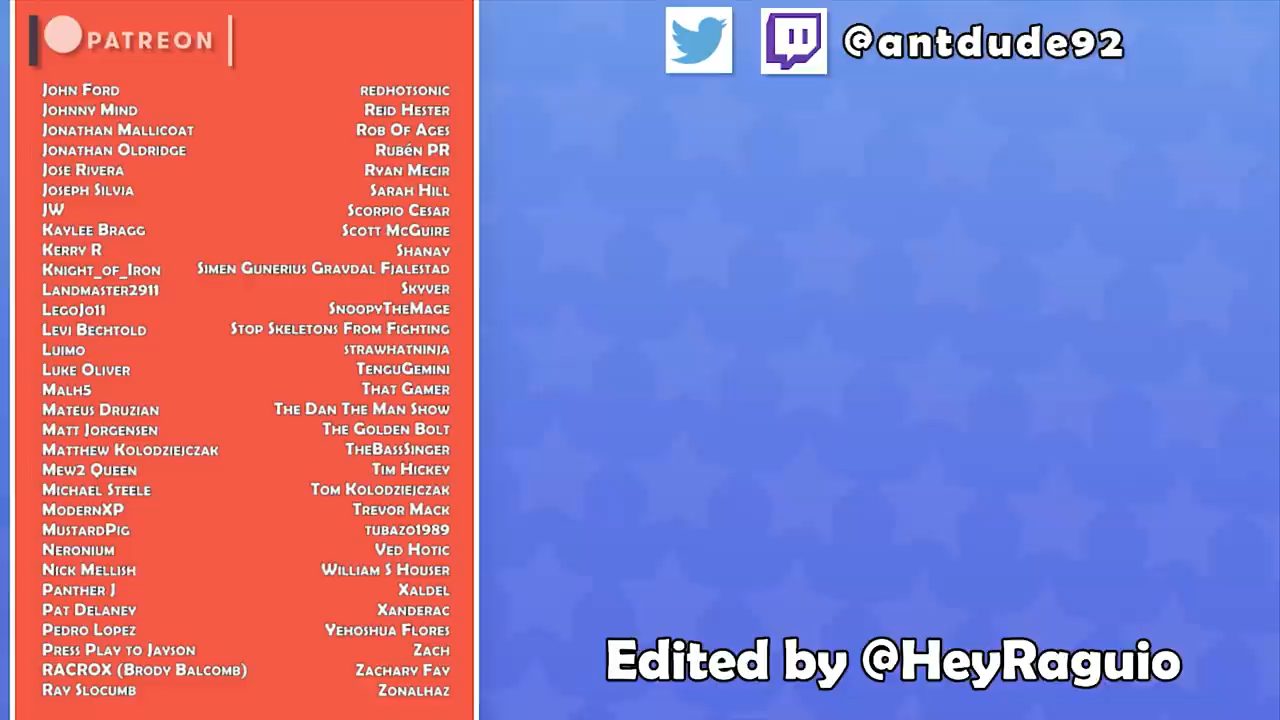 PATREON
John Ford
Johnny Mind
Jonathan Mallicoat
Jonathan Oldridge
Jose Rivera
Joseph Silvia
JW
Kaylee Bragg
Kerry R
Knight_of_Iron
Landmaster2911
LegoJo11
Levi Bechtold
Luimo
Luke Oliver
Malh5
Mateus Druzian
Matt Jorgensen
Matthew Kolodziejczak
Mew2 Queen
Michael Steele
ModernXP
MustardPig
Neronium
Nick Mellish
Panther J
Pat Delaney
Pedro Lopez
Press Play to Jayson
RACROX (Brody Balcomb)
Ray Slocumb
redhotsonic
Reid Hester
Rob Of Ages
Rubén PR
Ryan Mecir
Sarah Hill
Scorpio Cesar
Scott McGuire
Shanay
Simen Gunerius Gravdal Fjalestad
Skyver
SnoopyTheMage
Stop Skeletons From Fighting
strawhatninja
TenguGemini
That Gamer
The Dan The Man Show
The Golden Bolt
TheBassSinger
Tim Hickey
Tom Kolodziejczak
Trevor Mack
tubazo1989
Ved Hotic
William S Houser
Xaldel
Xanderac
Yehoshua Flores
Zach
Zachary Fay
Zonalhaz
@antdude92
Edited by @HeyRaguio